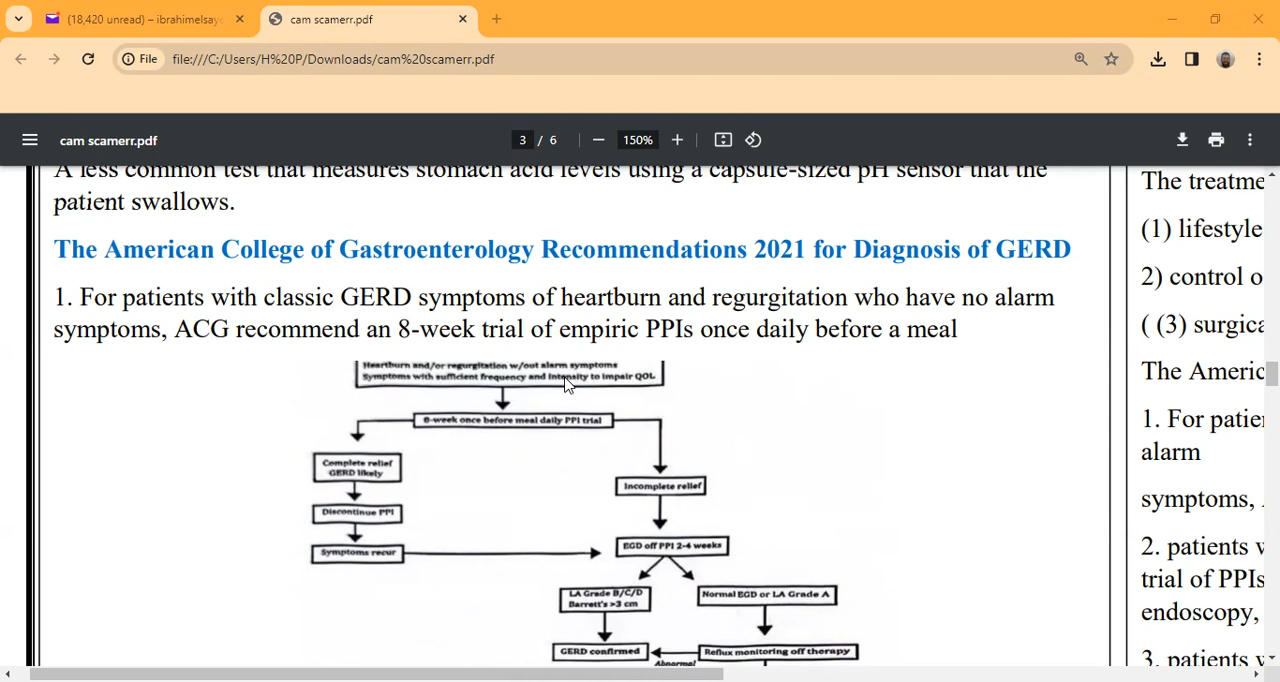 (18,420 unread) – ibrahimelsaye
cam scamerr.pdf
File
file:///C:/Users/H%20P/Downloads/cam%20scamerr.pdf
cam scamerr.pdf
3 / 6
150%
A less common test that measures stomach acid levels using a capsule-sized pH sensor that the
patient swallows.
The American College of Gastroenterology Recommendations 2021 for Diagnosis of GERD
1. For patients with classic GERD symptoms of heartburn and regurgitation who have no alarm
symptoms, ACG recommend an 8-week trial of empiric PPIs once daily before a meal
Heartburn and/or regurgitation w/out alarm symptoms
Symptoms with sufficient frequency and intensity to impair QOL
8-week once before meal daily PPI trial
Complete relief
GERD likely
Incomplete relief
Discontinue PPI
Symptoms recur
EGD off PPI 2-4 weeks
LA Grade B/C/D
Barrett's >3 cm
Normal EGD or LA Grade A
GERD confirmed
Reflux monitoring off therapy
Abnormal
The treatme
(1) lifestyle
2) control o
( (3) surgica
The Americ
1. For patie
alarm
symptoms,
2. patients
trial of PPIs
endoscopy,
3. patients